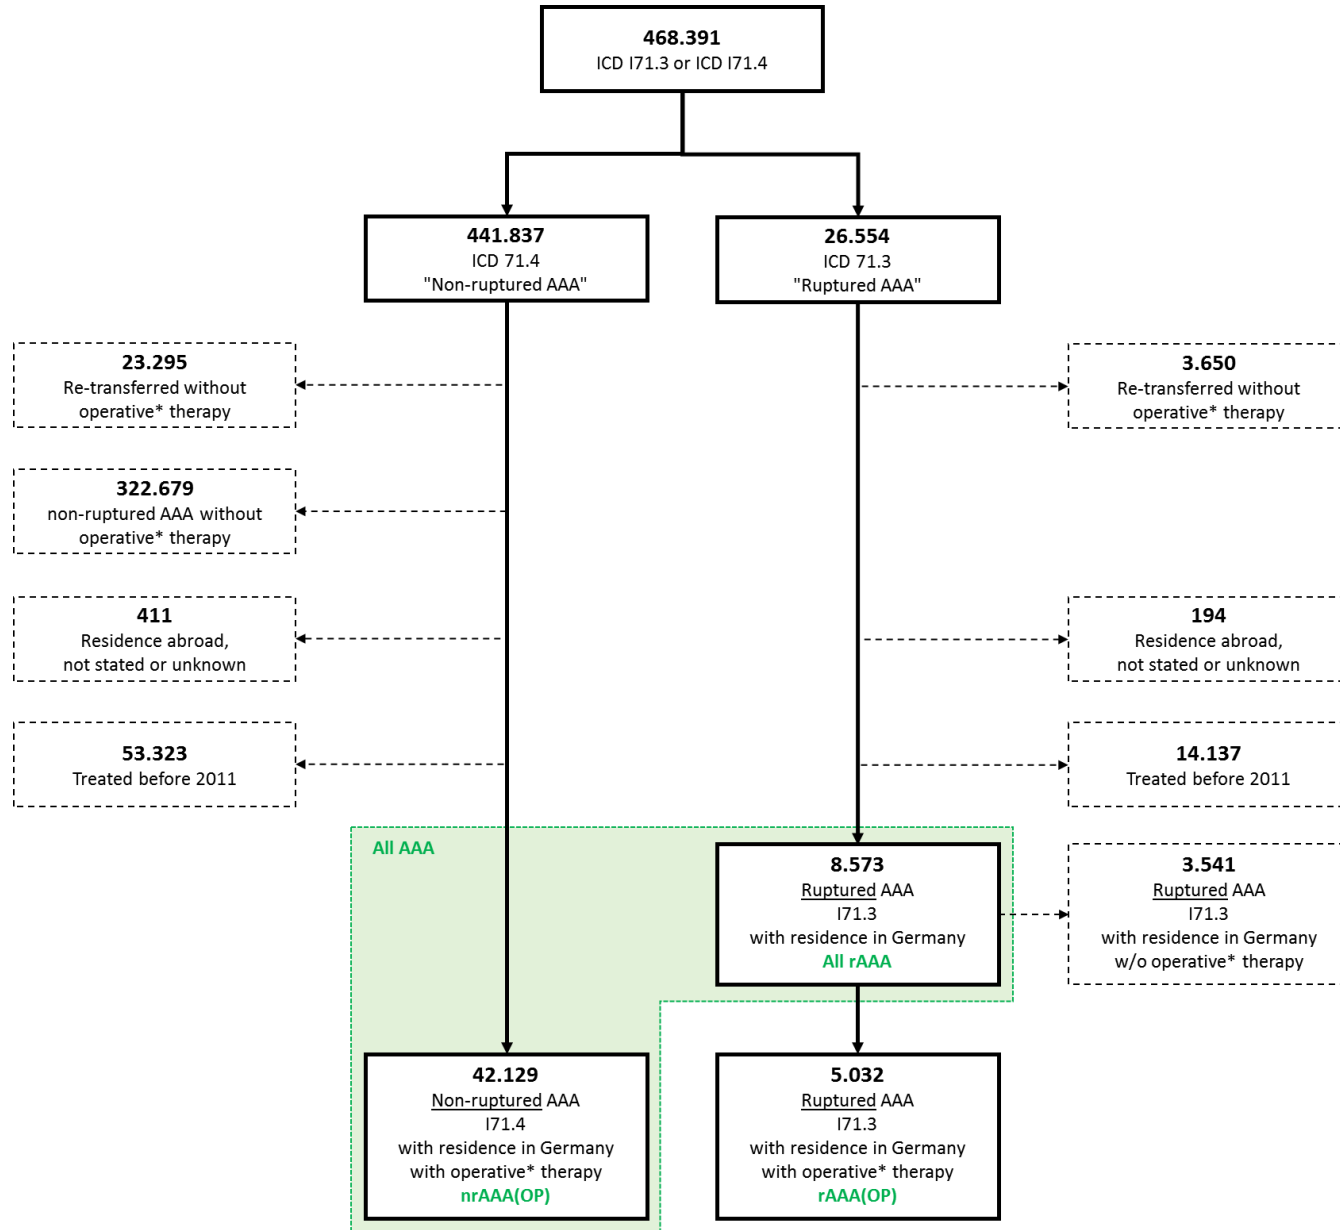 468.391
ICD I71.3 or ICD I71.4
441.837
ICD 71.4
"Non-ruptured AAA"
26.554
ICD 71.3
"Ruptured AAA"
23.295
Re-transferred without
operative* therapy
3.650
Re-transferred without
operative* therapy
322.679
non-ruptured AAA without
operative* therapy
411
Residence abroad,
not stated or unknown
194
Residence abroad,
not stated or unknown
53.323
Treated before 2011
14.137
Treated before 2011
All AAA
8.573
Ruptured AAA
I71.3
with residence in Germany
All rAAA
3.541
Ruptured AAA
I71.3
with residence in Germany
w/o operative* therapy
42.129
Non-ruptured AAA
I71.4
with residence in Germany
with operative* therapy
nrAAA(OP)
5.032
Ruptured AAA
I71.3
with residence in Germany
with operative* therapy
rAAA(OP)